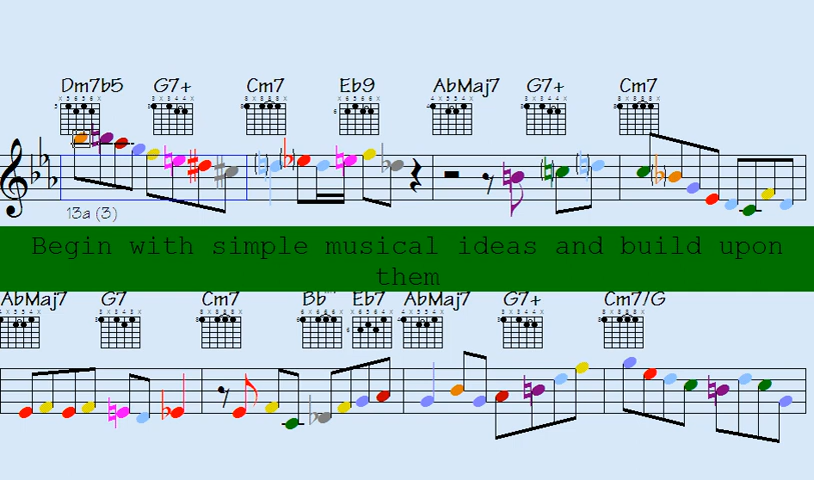 Dm7b5 G7+ Cm7 Eb9 AbMaj7 G7+ Cm7
13a (3)
Begin with simple musical ideas and build upon
them
AbMaj7 G7 Cm7 Bb Eb7 AbMaj7 G7+ Cm7/G